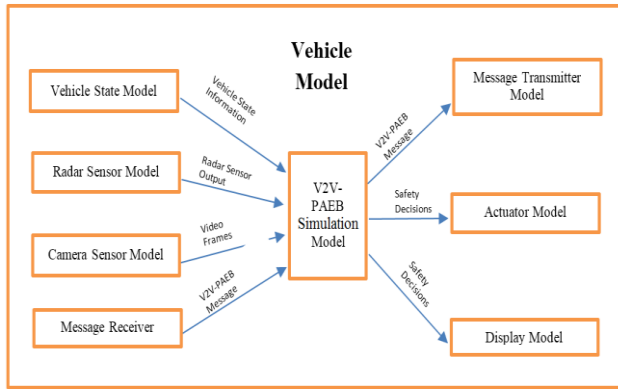 Vehicle
Model
Vehicle State Model
Vehicle State
Information
Radar Sensor Model
Radar Sensor
Output
Camera Sensor Model
Video
Frames
Message Receiver
V2V-PAEB
Message
V2V-
PAEB
Simulation
Model
V2V-PAEB
Message
Message Transmitter
Model
Safety
Decisions
Actuator Model
Safety
Decisions
Display Model